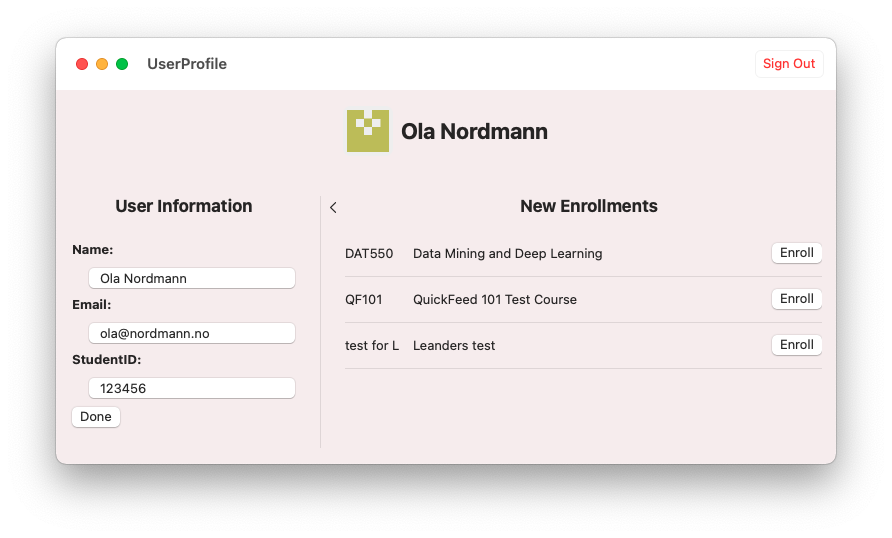 UserProfile
Sign Out
Ola Nordmann
User Information
Name:
Ola Nordmann
Email:
ola@nordmann.no
StudentID:
123456
Done
New Enrollments
DAT550 Data Mining and Deep Learning Enroll
QF101 QuickFeed 101 Test Course Enroll
test for L Leanders test Enroll